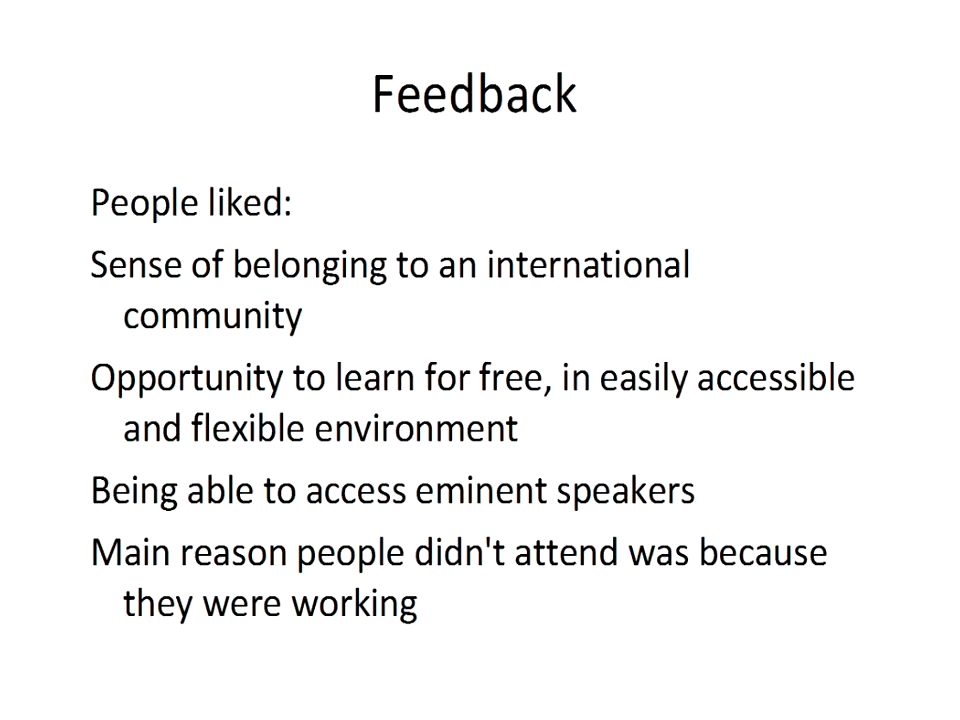 Feedback
People liked:
Sense of belonging to an international
community
Opportunity to learn for free, in easily accessible
and flexible environment
Being able to access eminent speakers
Main reason people didn't attend was because
they were working